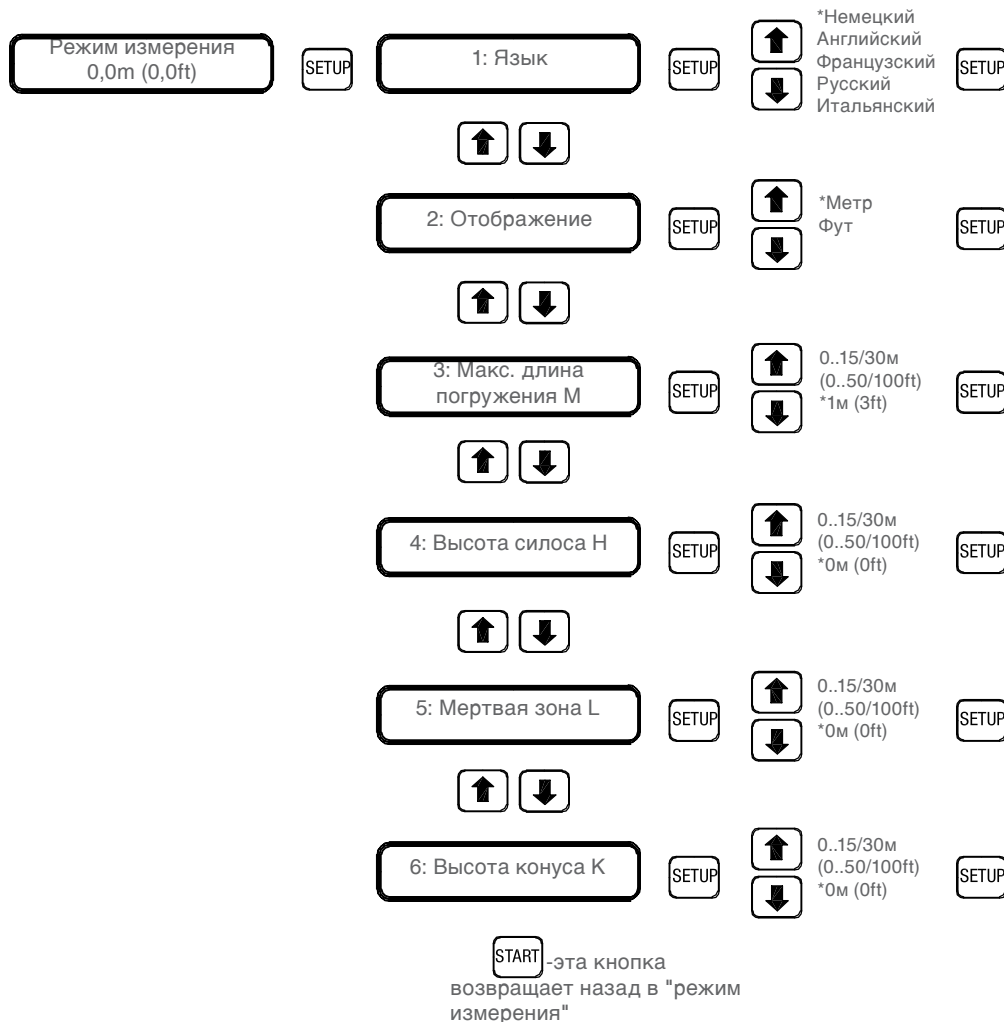 Режим измерения
0,0m (0,0ft)
SETUP
1: Язык
SETUP
*Немецкий
Английский
Французский
Русский
Итальянский
SETUP
2: Отображение
SETUP
*Метр
Фут
SETUP
3: Макс. длина
погружения М
SETUP
0..15/30м
(0..50/100ft)
*1м (3ft)
SETUP
4: Высота силоса Н
SETUP
0..15/30м
(0..50/100ft)
*0м (0ft)
SETUP
5: Мертвая зона L
SETUP
0..15/30м
(0..50/100ft)
*0м (0ft)
SETUP
6: Высота конуса К
SETUP
0..15/30м
(0..50/100ft)
*0м (0ft)
SETUP
START -эта кнопка
возвращает назад в "режим
измерения"